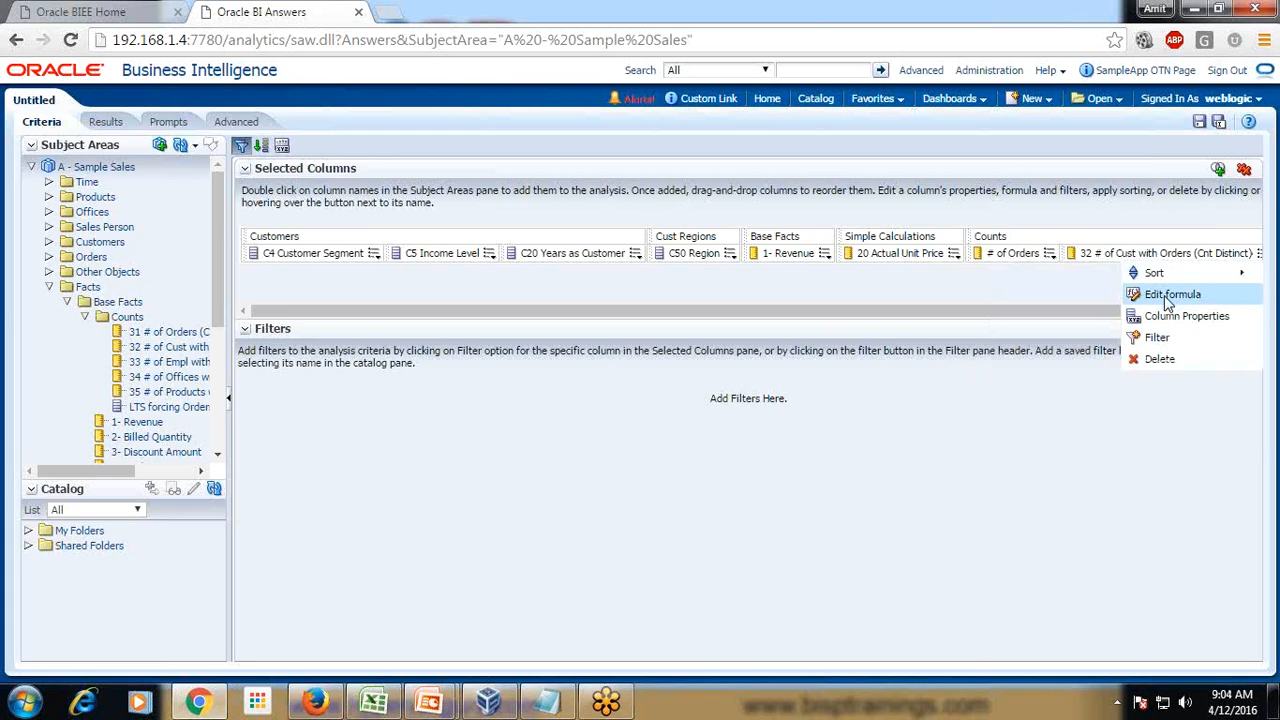 Oracle BIEE Home
Oracle BI Answers
Amit
192.168.1.4:7780/analytics/saw.dll?Answers&SubjectArea="A%20-%20Sample%20Sales"
ABP
ORACLE Business Intelligence
Search All Advanced Administration Help SampleApp OTN Page Sign Out
Untitled
Alerts! Custom Link Home Catalog Favorites Dashboards New Open Signed In As weblogic
Criteria Results Prompts Advanced
Subject Areas
A - Sample Sales
Time
Products
Offices
Sales Person
Customers
Orders
Other Objects
Facts
Base Facts
Counts
31 # of Orders (C
32 # of Cust with
33 # of Empl with
34 # of Offices w
35 # of Products
LTS forcing Order
1- Revenue
2- Billed Quantity
3- Discount Amount
Catalog
List All
My Folders
Shared Folders
Selected Columns
Double click on column names in the Subject Areas pane to add them to the analysis. Once added, drag-and-drop columns to reorder them. Edit a column's properties, formula and filters, apply sorting, or delete by clicking or
hovering over the button next to its name.
Customers Cust Regions Base Facts Simple Calculations Counts
C4 Customer Segment C5 Income Level C20 Years as Customer C50 Region 1- Revenue 20 Actual Unit Price # of Orders 32 # of Cust with Orders (Cnt Distinct)
Sort
Edit formula
Column Properties
Filter
Delete
Filters
Add filters to the analysis criteria by clicking on Filter option for the specific column in the Selected Columns pane, or by clicking on the filter button in the Filter pane header. Add a saved filter
selecting its name in the catalog pane.
Add Filters Here.
9:04 AM
4/12/2016